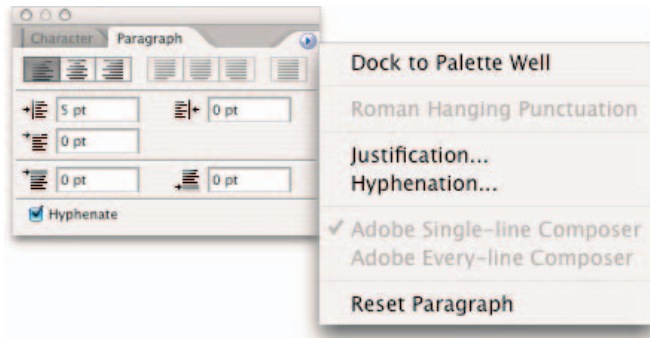 Character Paragraph
5 pt 0 pt
0 pt
0 pt 0 pt
Hyphenate
Dock to Palette Well
Roman Hanging Punctuation
Justification...
Hyphenation...
Adobe Single-line Composer
Adobe Every-line Composer
Reset Paragraph